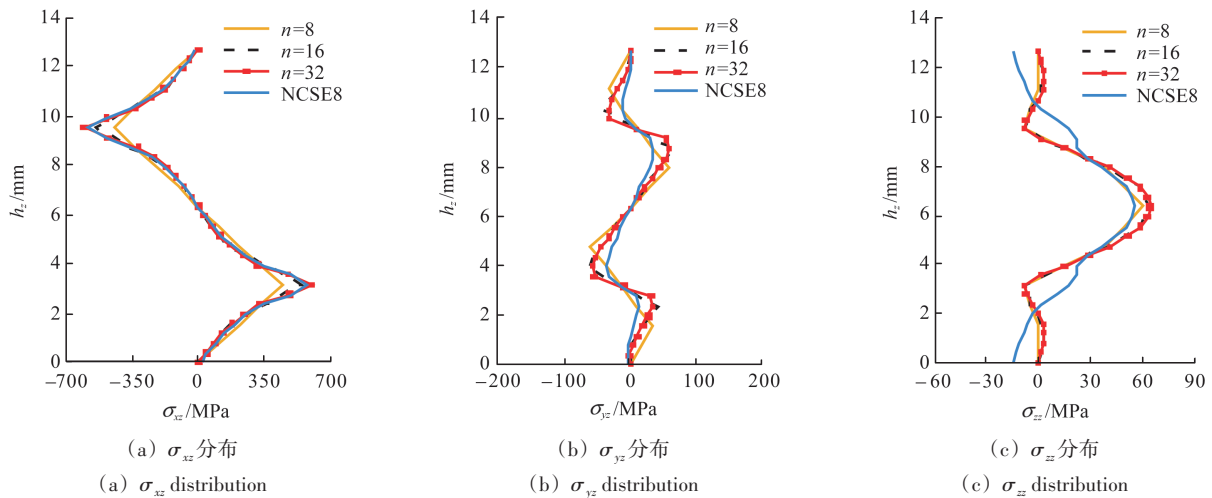 n=8
n=16
n=32
NCSE8
14
12
10
8
6
4
2
0
h_z/mm
−700 −350 0 350 700
σ_xz/MPa
(a) σ_xz分布
(a) σ_xz distribution
n=8
n=16
n=32
NCSE8
14
12
10
8
6
4
2
0
h_z/mm
−200 −100 0 100 200
σ_yz/MPa
(b) σ_yz分布
(b) σ_yz distribution
n=8
n=16
n=32
NCSE8
14
12
10
8
6
4
2
0
h_z/mm
−60 −30 0 30 60 90
σ_zz/MPa
(c) σ_zz分布
(c) σ_zz distribution